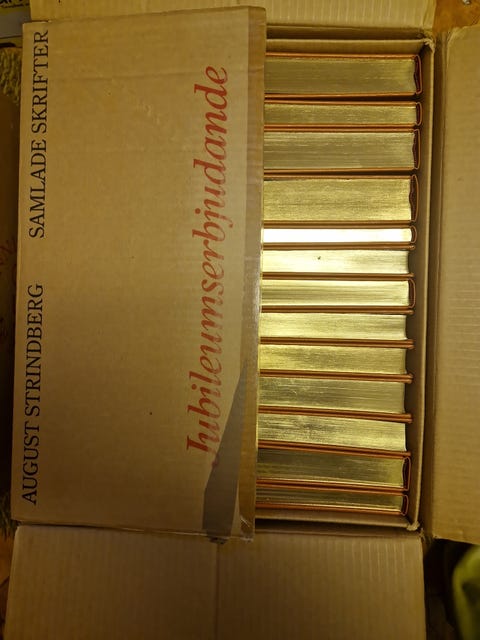 AUGUST STRINDBERG SAMLADE SKRIFTER
Jubileumserbjudande